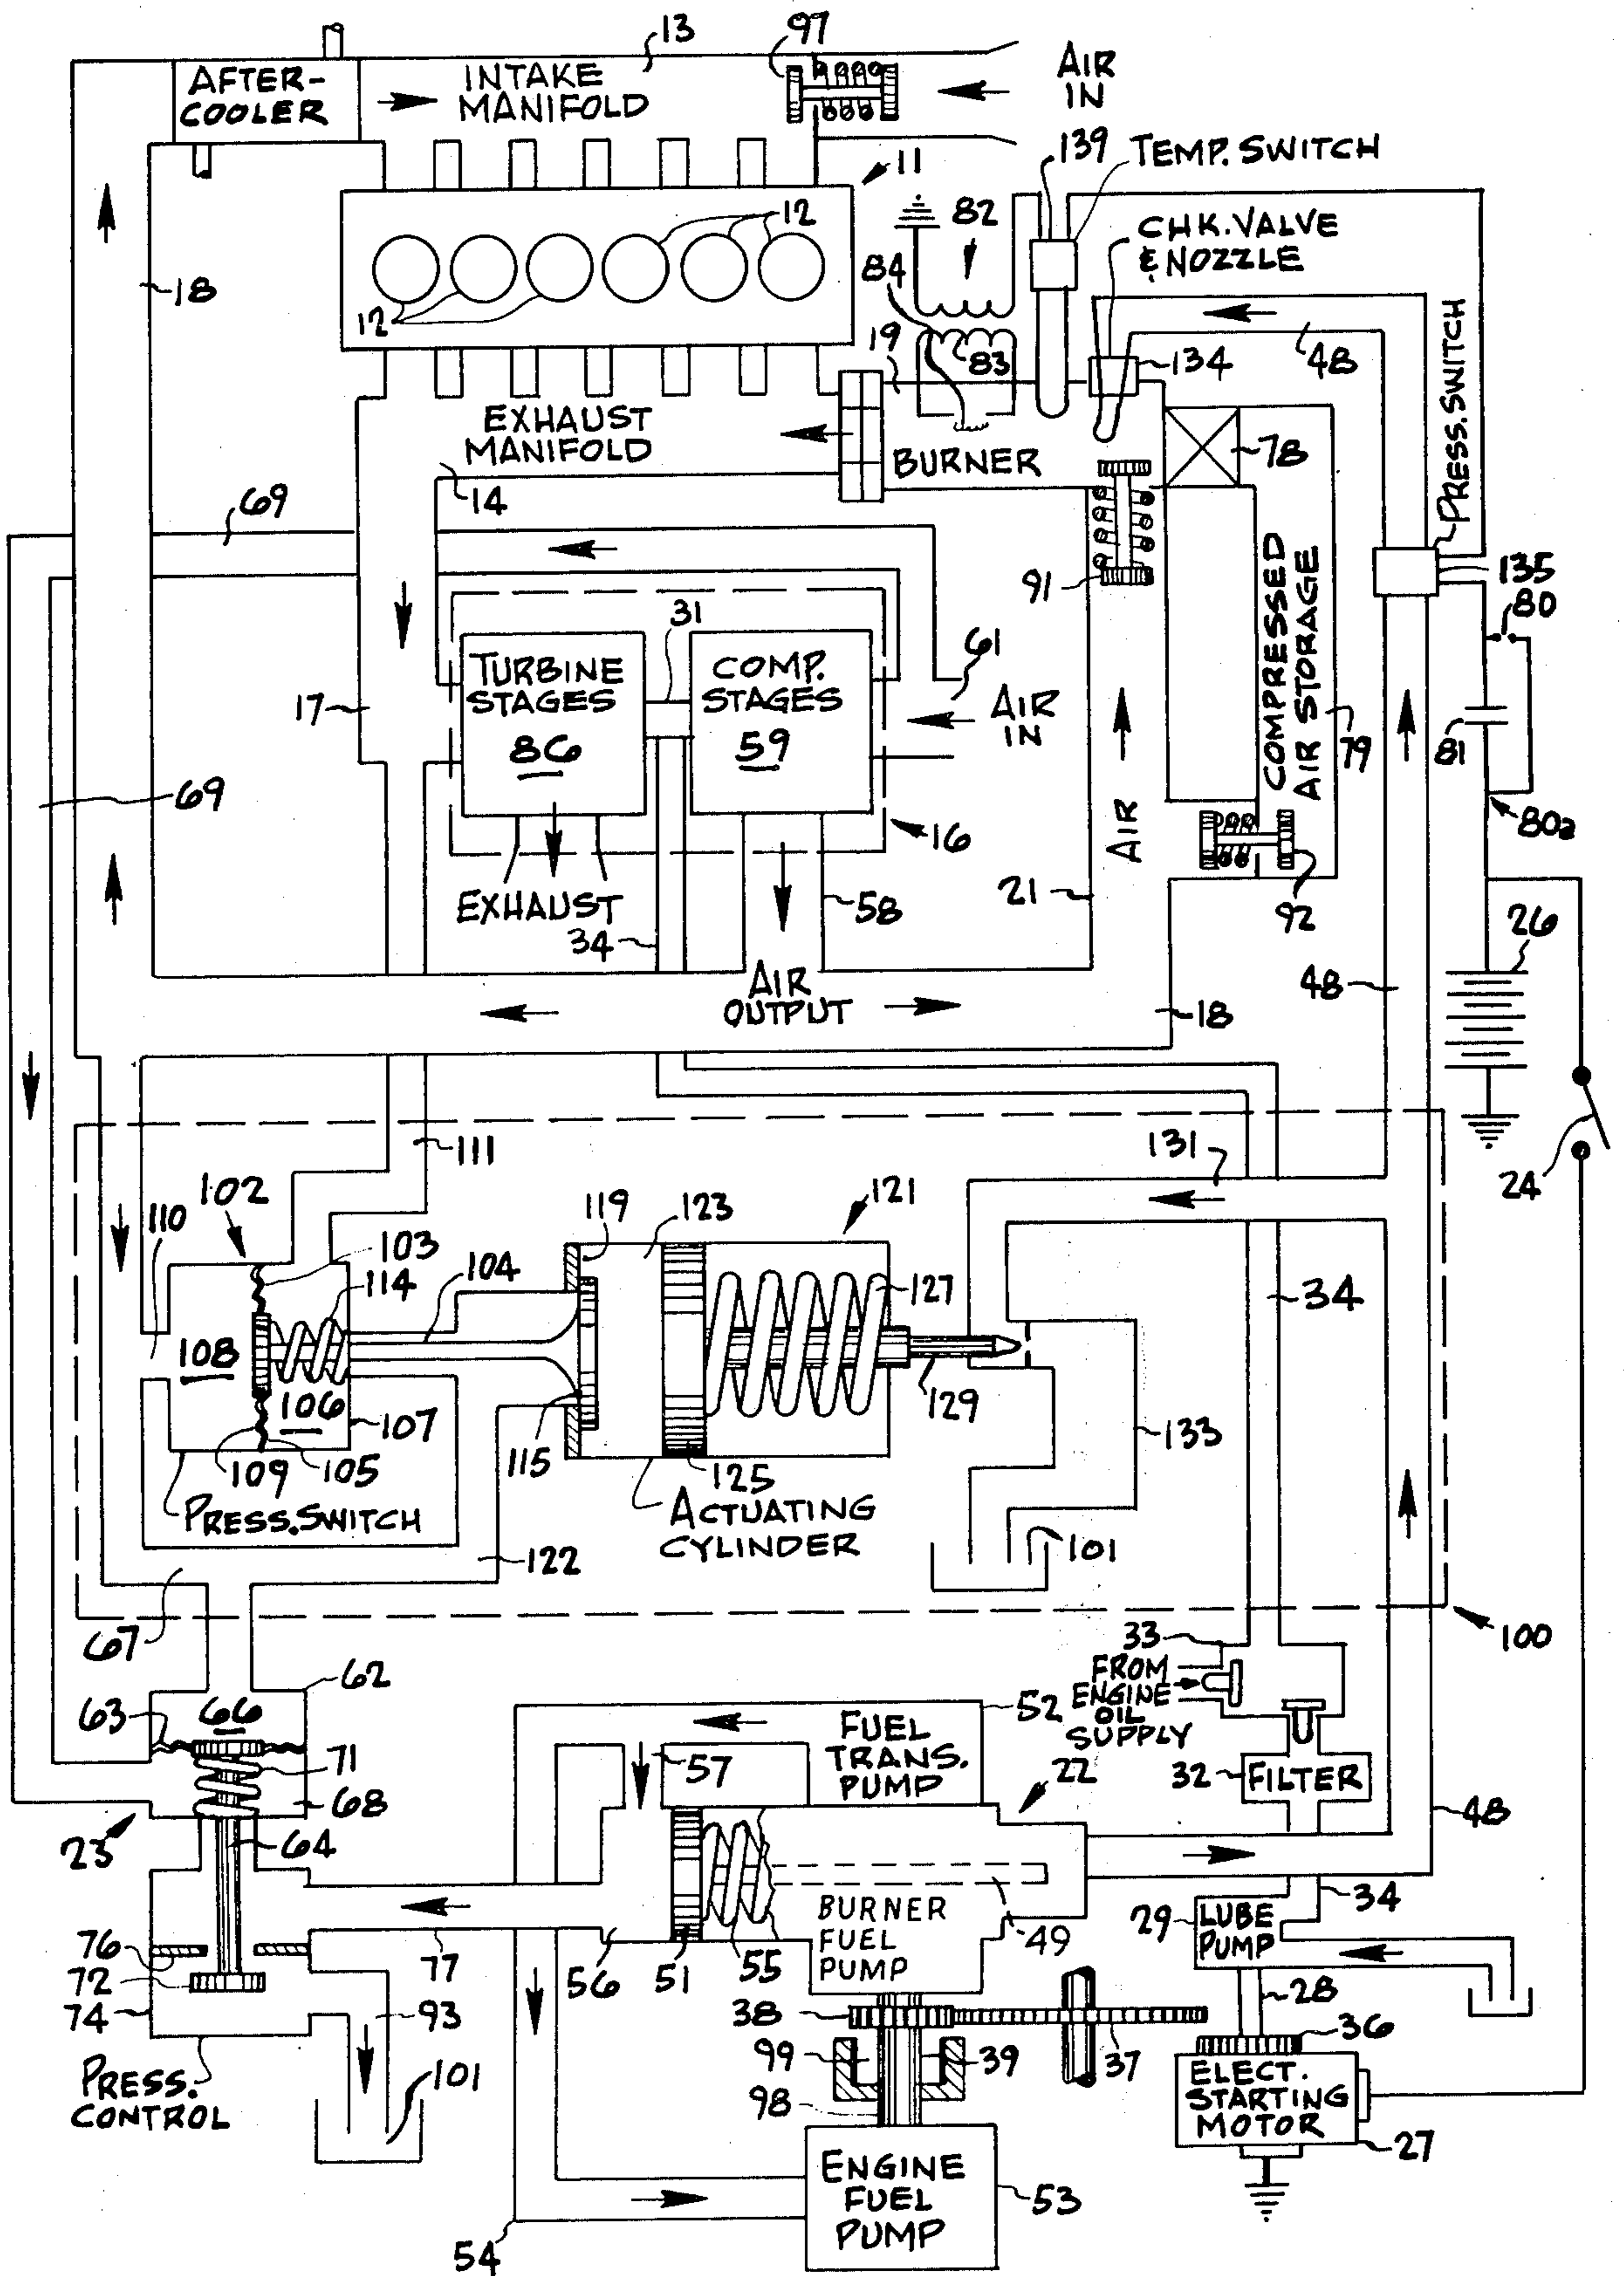 97
13
AFTER-
COOLER
INTAKE
MANIFOLD
AIR
IN
139
TEMP. SWITCH
11
12
82
CHK. VALVE
& NOZZLE
84
18
12
19
83
134
48
PRESS. SWITCH
EXHAUST
MANIFOLD
BURNER
78
14
69
91
COMPRESSED
AIR STORAGE
135
80
31
61
TURBINE
STAGES
86
COMP.
STAGES
59
AIR
IN
17
79
81
69
AIR
80a
16
EXHAUST
58
21
92
34
26
48
AIR
OUTPUT
18
111
131
24
102
110
119
123
121
103
114
104
127
34
108
106
107
129
133
109
105
115
125
PRESS. SWITCH
ACTUATING
CYLINDER
101
122
67
33
100
62
FROM
ENGINE
OIL
SUPPLY
63
66
52
FUEL
TRANS.
PUMP
71
57
22
32
FILTER
68
48
23
64
34
BURNER
FUEL
PUMP
49
29
LUBE
PUMP
76
72
77
56
51
55
74
93
38
28
36
99
39
37
PRESS.
CONTROL
101
98
ELECT.
STARTING
MOTOR
27
ENGINE
FUEL
PUMP
53
54